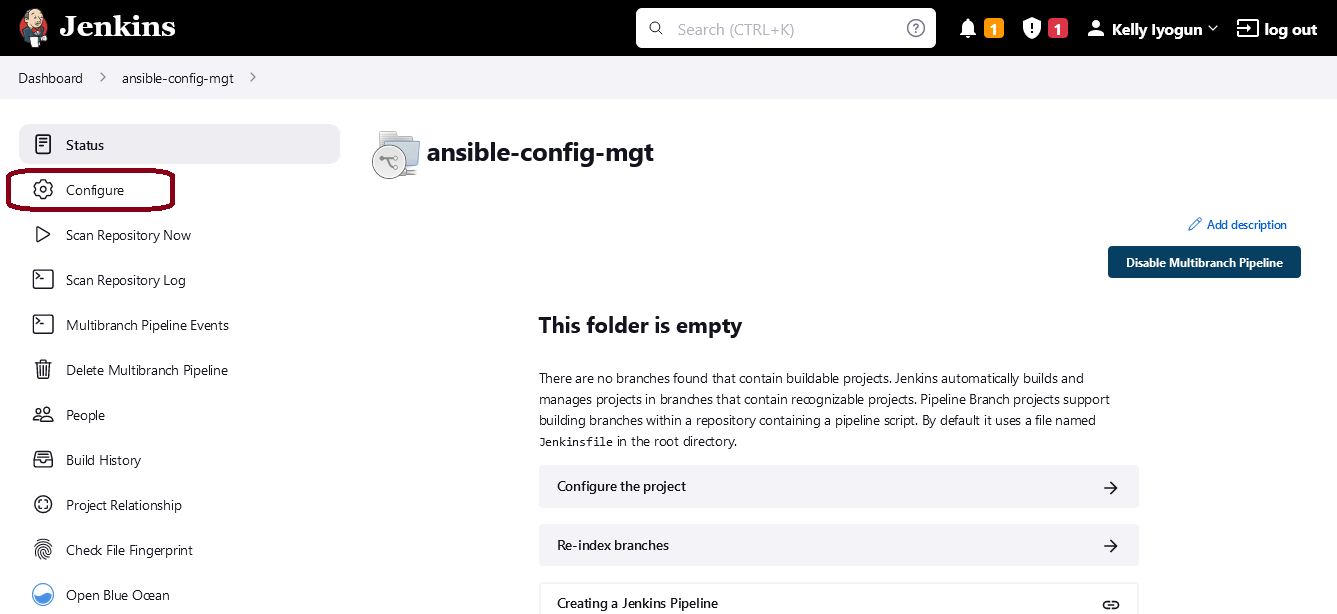 Jenkins
Search (CTRL+K)
1
1
Kelly Iyogun
log out
Dashboard
ansible-config-mgt
Status
Configure
Scan Repository Now
Scan Repository Log
Multibranch Pipeline Events
Delete Multibranch Pipeline
People
Build History
Project Relationship
Check File Fingerprint
Open Blue Ocean
ansible-config-mgt
Add description
Disable Multibranch Pipeline
This folder is empty
There are no branches found that contain buildable projects. Jenkins automatically builds and
manages projects in branches that contain recognizable projects. Pipeline Branch projects support
building branches within a repository containing a pipeline script. By default it uses a file named
Jenkinsfile in the root directory.
Configure the project
Re-index branches
Creating a Jenkins Pipeline